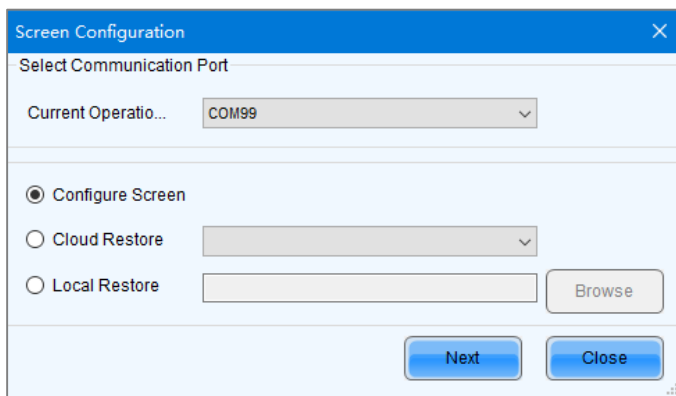 Screen Configuration
Select Communication Port
Current Operatio... COM99
Configure Screen
Cloud Restore
Local Restore Browse
Next Close